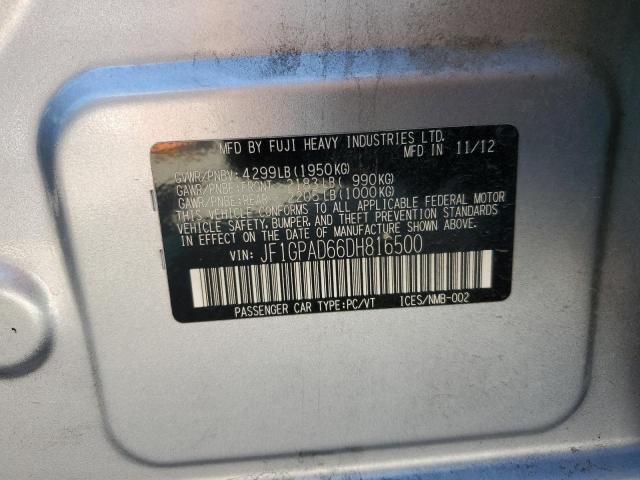 MFD BY FUJI HEAVY INDUSTRIES LTD.
MFD IN 11/12
GVWR/PNBV: 4299LB(1950KG)
GAWR/PNBE:FRONT 2183LB( 990KG)
GAWR/PNBE:REAR 2205LB(1000KG)
THIS VEHICLE CONFORMS TO ALL APPLICABLE FEDERAL MOTOR
VEHICLE SAFETY, BUMPER, AND THEFT PREVENTION STANDARDS
IN EFFECT ON THE DATE OF MANUFACTURE SHOWN ABOVE.
VIN: JF1GPAD66DH816500
PASSENGER CAR TYPE:PC/VT ICES/NMB-002